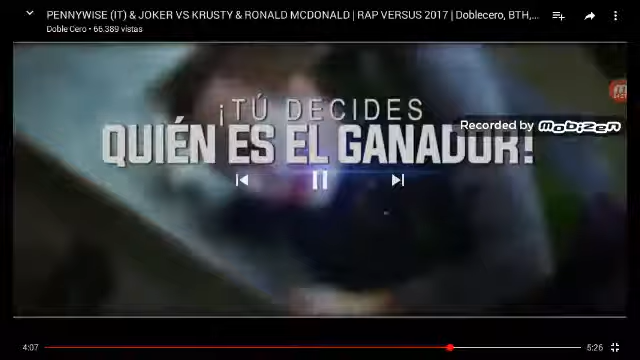 PENNYWISE (IT) & JOKER VS KRUSTY & RONALD MCDONALD | RAP VERSUS 2017 | Doblecero, BTH,...
Doble Cero • 66.389 vistas
¡TÚ DECIDES
QUIÉN ES EL GANADOR!
Recorded by mobizen
4:07
5:26